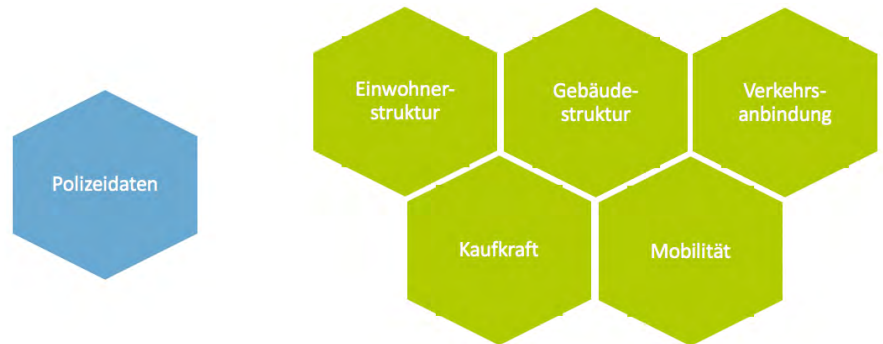 Polizeidaten
Einwohner-
struktur
Gebäude-
struktur
Verkehrs-
anbindung
Kaufkraft
Mobilität